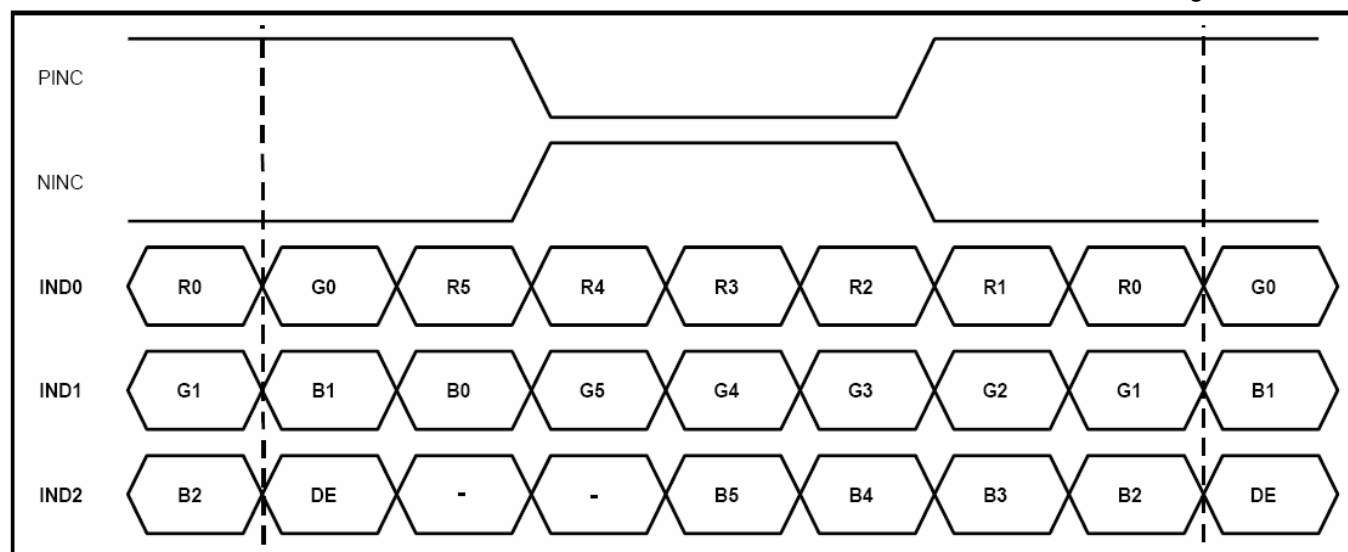 PINC
NINC
IND0 R0 G0 R5 R4 R3 R2 R1 R0 G0
IND1 G1 B1 B0 G5 G4 G3 G2 G1 B1
IND2 B2 DE - - B5 B4 B3 B2 DE